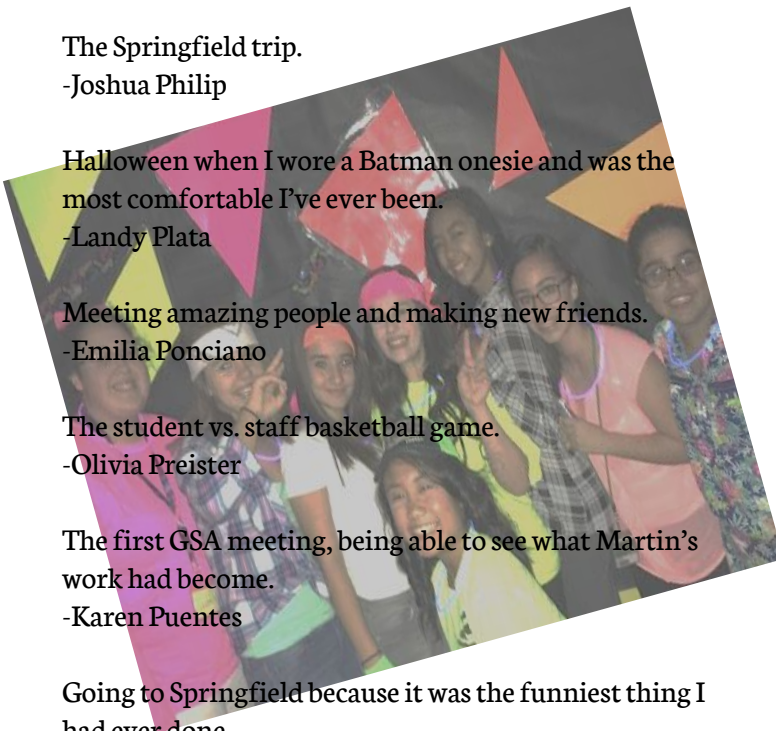 The Springfield trip.
-Joshua Philip
Halloween when I wore a Batman onesie and was the
most comfortable I've ever been.
-Landy Plata
Meeting amazing people and making new friends.
-Emilia Ponciano
The student vs. staff basketball game.
-Olivia Preister
The first GSA meeting, being able to see what Martin's
work had become.
-Karen Puentes
Going to Springfield because it was the funniest thing I
had ever done